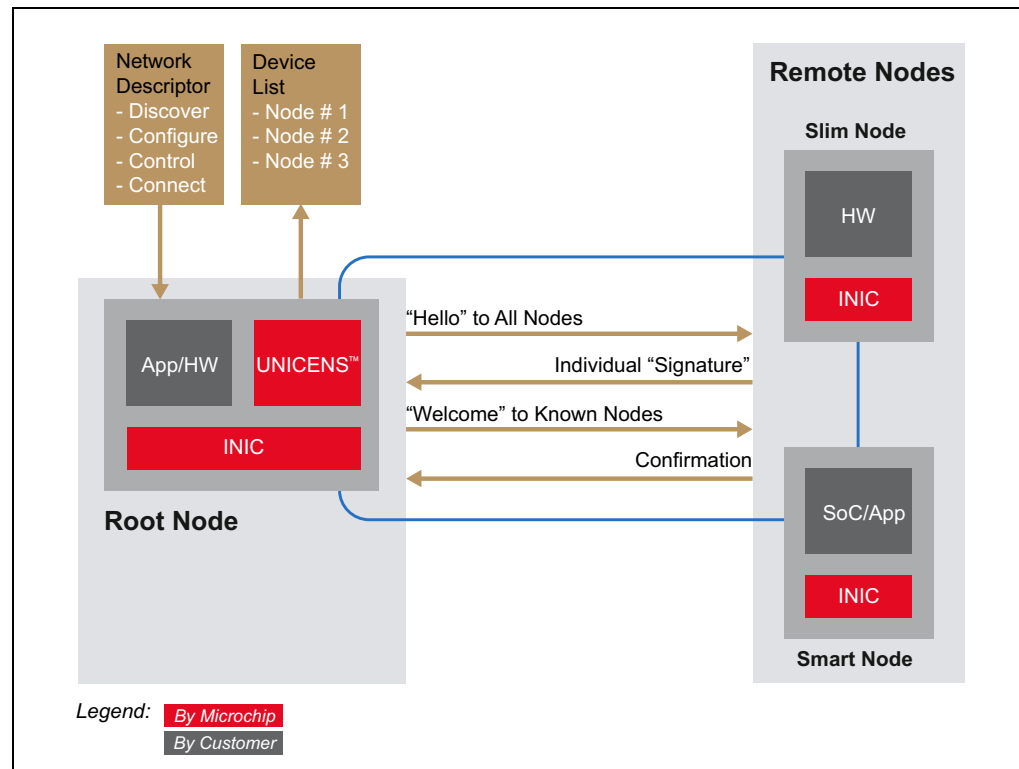 Network
Descriptor
- Discover
- Configure
- Control
- Connect
Device
List
- Node # 1
- Node # 2
- Node # 3
Remote Nodes
Slim Node
HW
INIC
App/HW
UNICENS™
INIC
Root Node
“Hello” to All Nodes
Individual “Signature”
“Welcome” to Known Nodes
Confirmation
SoC/App
INIC
Smart Node
Legend:
By Microchip
By Customer